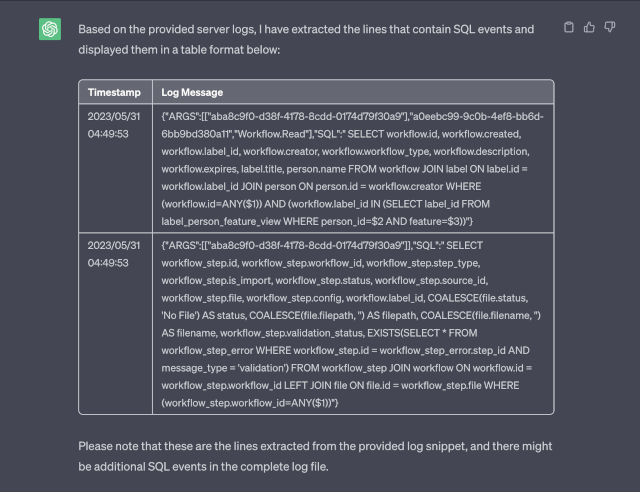 Based on the provided server logs, I have extracted the lines that contain SQL events and
displayed them in a table format below:
Timestamp
Log Message
2023/05/31
04:49:53
{"ARGS":[["aba8c9f0-d38f-4178-8cdd-0174d79f30a9"],"a0eebc99-9c0b-4ef8-bb6d-
6bb9bd380a11","Workflow.Read"],"SQL":" SELECT workflow.id, workflow.created,
workflow.label_id, workflow.creator, workflow.workflow_type, workflow.description,
workflow.expires, label.title, person.name FROM workflow JOIN label ON label.id =
workflow.label_id JOIN person ON person.id = workflow.creator WHERE
(workflow.id=ANY($1)) AND (workflow.label_id IN (SELECT label_id FROM
label_person_feature_view WHERE person_id=$2 AND feature=$3))"}
2023/05/31
04:49:53
{"ARGS":[["aba8c9f0-d38f-4178-8cdd-0174d79f30a9"]],"SQL":" SELECT
workflow_step.id, workflow_step.workflow_id, workflow_step.step_type,
workflow_step.is_import, workflow_step.status, workflow_step.source_id,
workflow_step.file, workflow_step.config, workflow.label_id, COALESCE(file.status,
'No File') AS status, COALESCE(file.filepath, '') AS filepath, COALESCE(file.filename, '')
AS filename, workflow_step.validation_status, EXISTS(SELECT * FROM
workflow_step_error WHERE workflow_step.id = workflow_step_error.step_id AND
message_type = 'validation') FROM workflow_step JOIN workflow ON workflow.id =
workflow_step.workflow_id LEFT JOIN file ON file.id = workflow_step.file WHERE
(workflow_step.workflow_id=ANY($1))"}
Please note that these are the lines extracted from the provided log snippet, and there might
be additional SQL events in the complete log file.